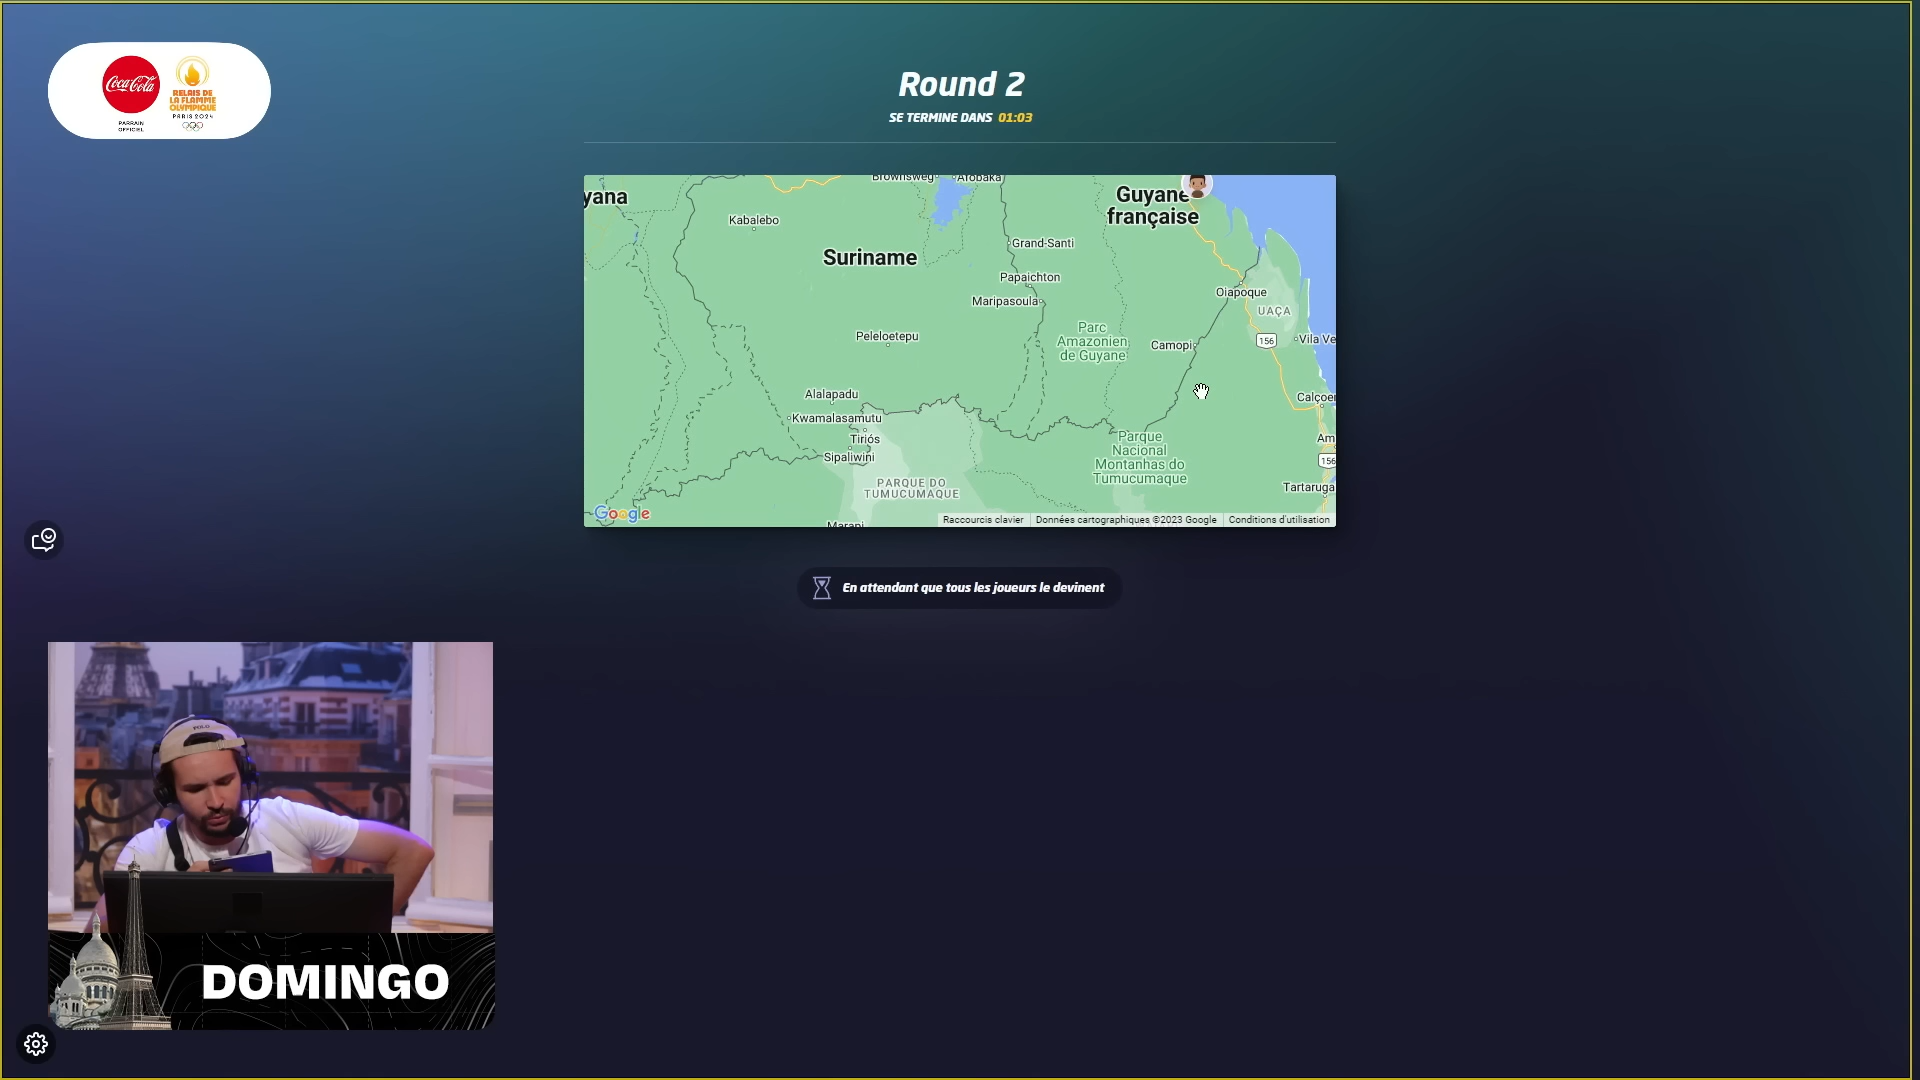 Coca-Cola
PARRAIN
OFFICIEL
RELAIS DE
LA FLAMME
OLYMPIQUE
PARIS 2024
Round 2
SE TERMINE DANS 01:03
yana
Brownsweg
Afobaka
Guyane
française
Kabalebo
Suriname
Grand-Santi
Papaichton
Maripasoula
Oiapoque
UAÇA
156
Vila Ve
Peleloetepu
Parc
Amazonien
de Guyane
Camopi
Alalapadu
Kwamalasamutu
Tiriós
Sipaliwini
Calçoe
Am
156
Parque
Nacional
Montanhas do
Tumucumaque
PARQUE DO
TUMUCUMAQUE
Tartaruga
Marapi
Google
Raccourcis clavier
Données cartographiques ©2023 Google
Conditions d'utilisation
En attendant que tous les joueurs le devinent
POLO
DOMINGO